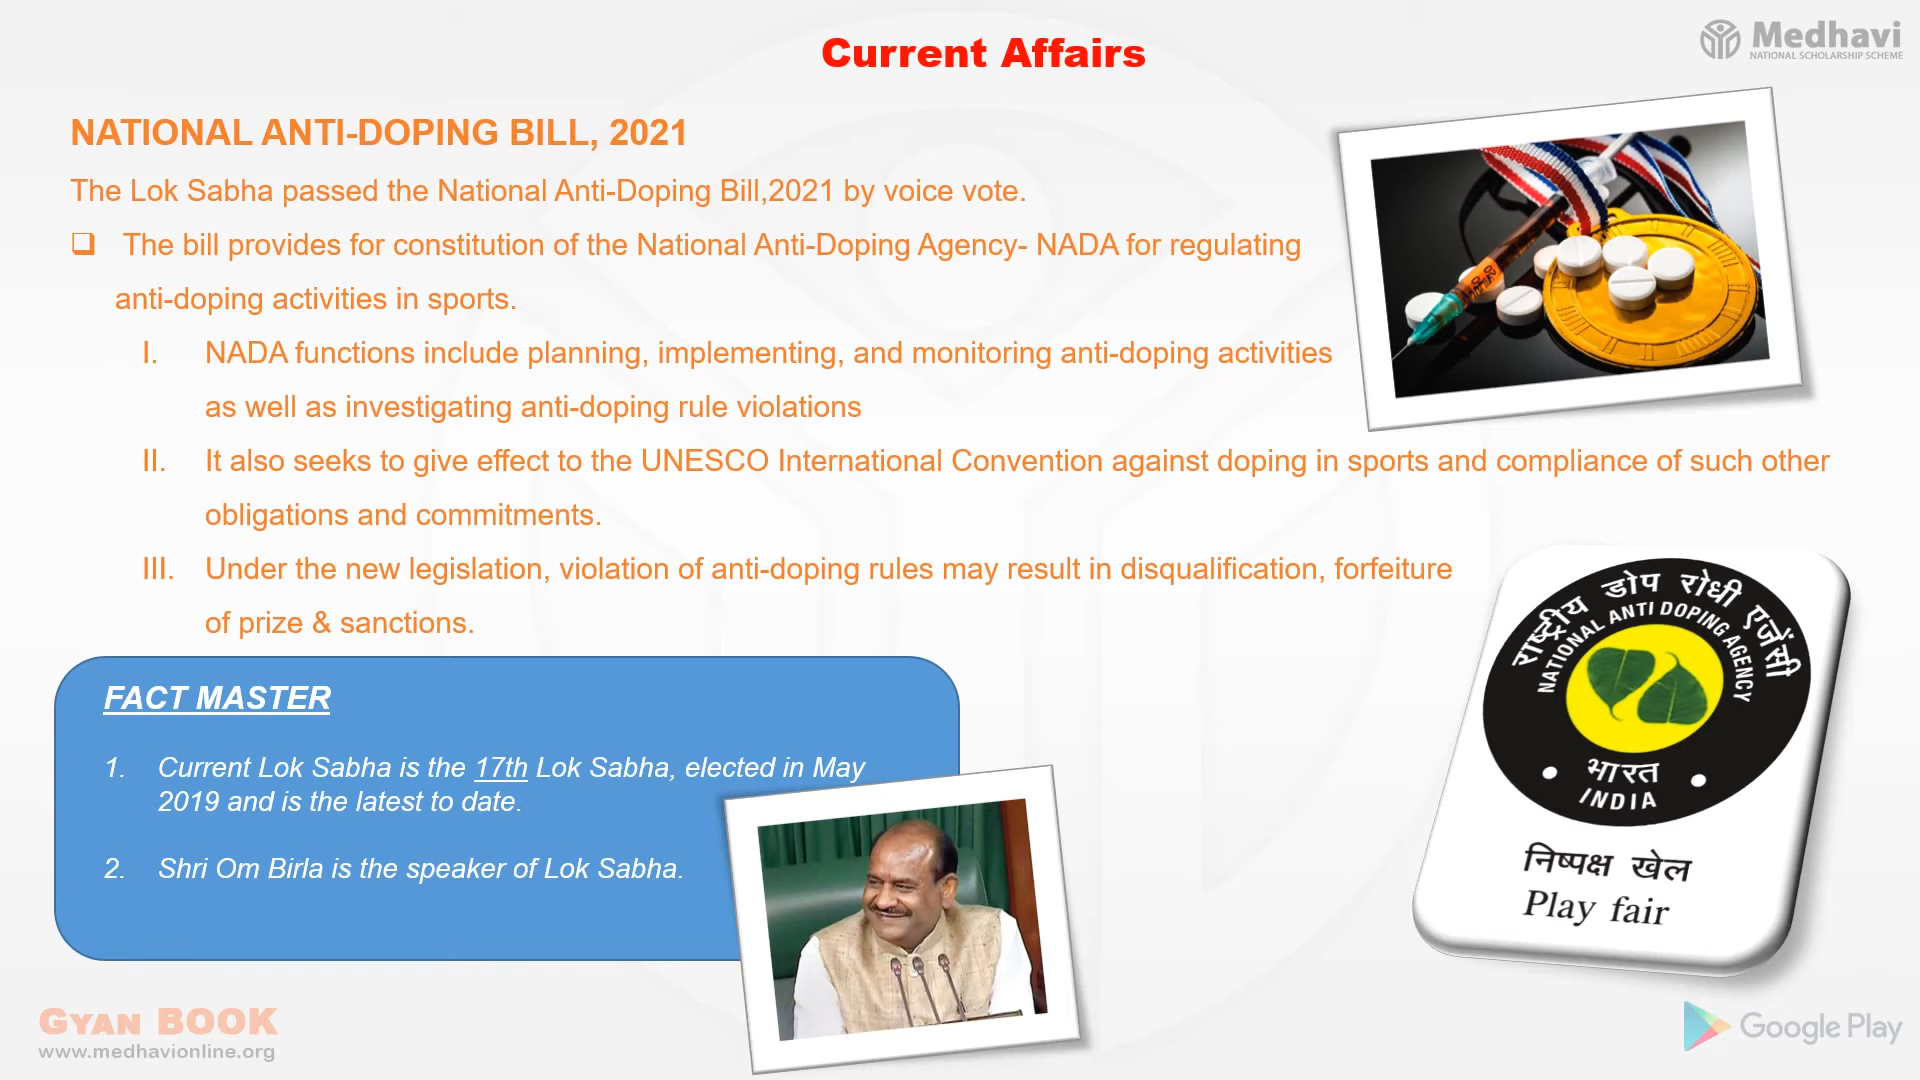 Current Affairs
Medhavi
NATIONAL SCHOLARSHIP SCHEME
NATIONAL ANTI-DOPING BILL, 2021
The Lok Sabha passed the National Anti-Doping Bill,2021 by voice vote.
❑ The bill provides for constitution of the National Anti-Doping Agency- NADA for regulating
anti-doping activities in sports.
I. NADA functions include planning, implementing, and monitoring anti-doping activities
as well as investigating anti-doping rule violations
II. It also seeks to give effect to the UNESCO International Convention against doping in sports and compliance of such other
obligations and commitments.
III. Under the new legislation, violation of anti-doping rules may result in disqualification, forfeiture
of prize & sanctions.
FACT MASTER
1. Current Lok Sabha is the 17th Lok Sabha, elected in May
2019 and is the latest to date.
2. Shri Om Birla is the speaker of Lok Sabha.
राष्ट्रीय डोप रोधी एजेंसी
NATIONAL ANTI DOPING AGENCY
भारत
INDIA
निष्पक्ष खेल
Play fair
GYAN BOOK
www.medhavionline.org
Google Play